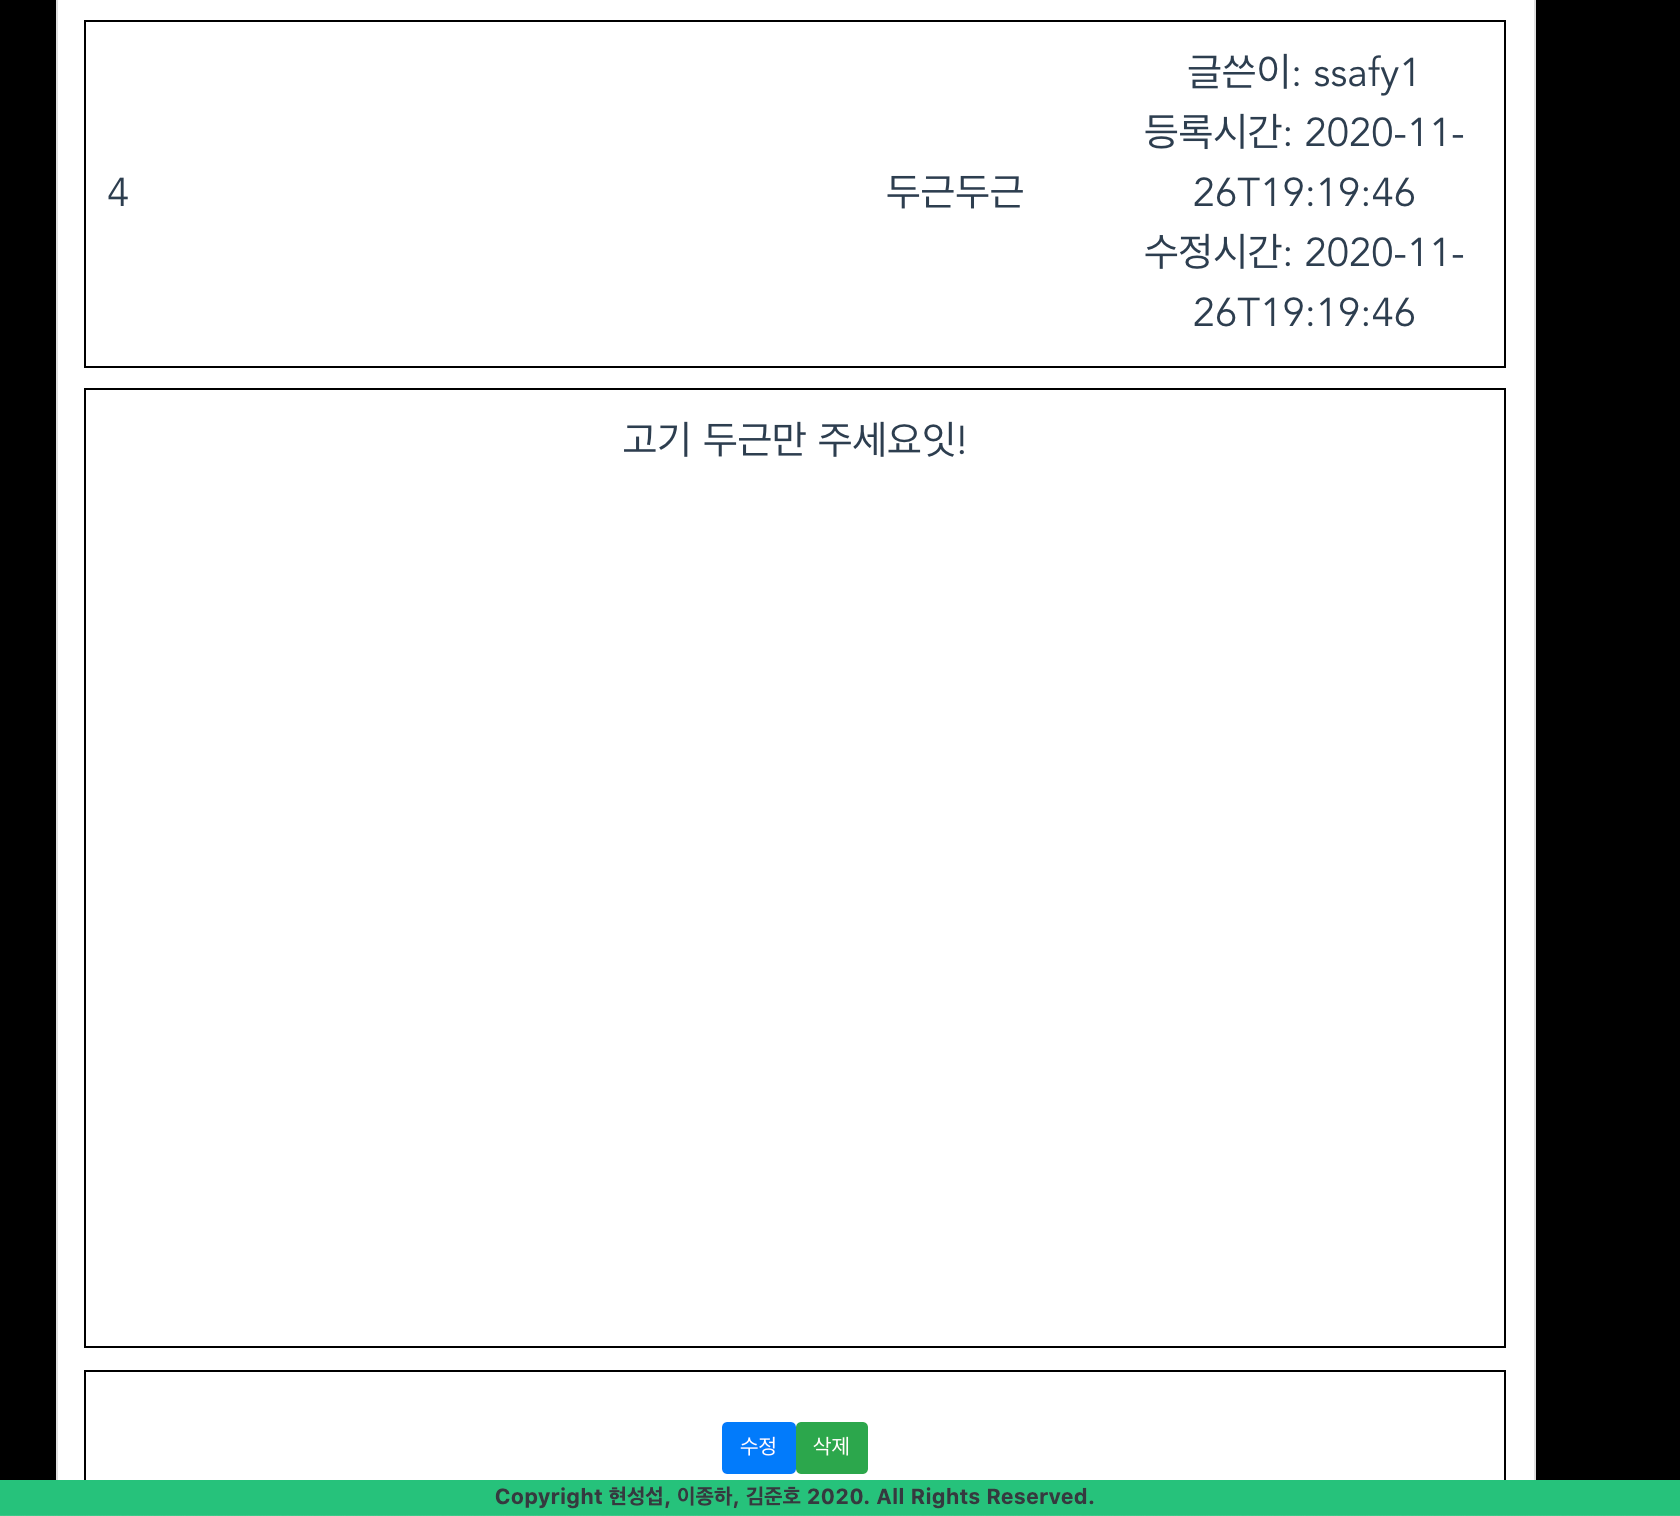 4
두근두근
글쓴이: ssafy1
등록시간: 2020-11-
26T19:19:46
수정시간: 2020-11-
26T19:19:46
고기 두근만 주세요잇!
수정
삭제
Copyright 현성섭, 이종하, 김준호 2020. All Rights Reserved.